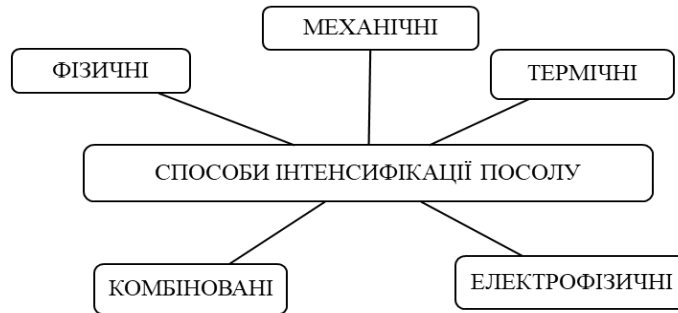 МЕХАНІЧНІ
ФІЗИЧНІ
ТЕРМІЧНІ
СПОСОБИ ІНТЕНСИФІКАЦІЇ ПОСОЛУ
КОМБІНОВАНІ
ЕЛЕКТРОФІЗИЧНІ